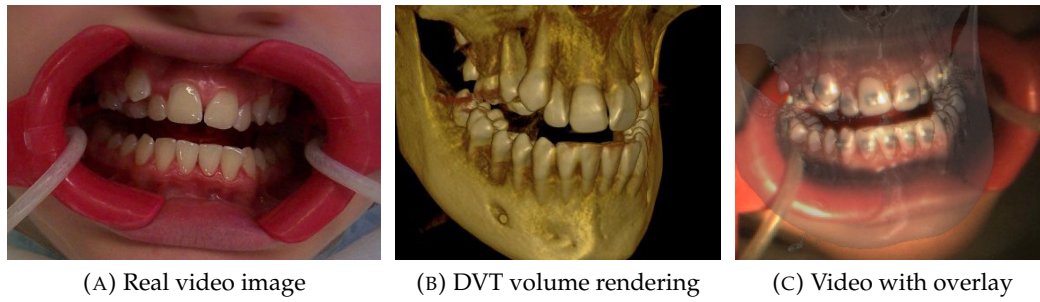 (A) Real video image
(B) DVT volume rendering
(C) Video with overlay